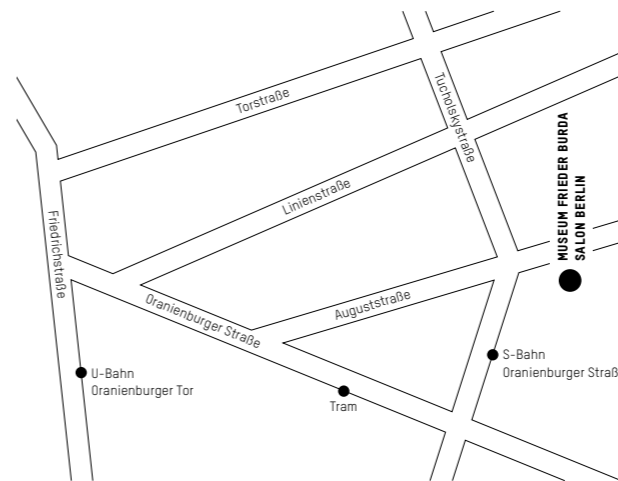 Torstraße
Tucholskystraße
MUSEUM FRIEDER BURDA
SALON BERLIN
Linienstraße
Friedrichstraße
Auguststraße
Oranienburger Straße
S-Bahn
Oranienburger Straß
U-Bahn
Oranienburger Tor
Tram